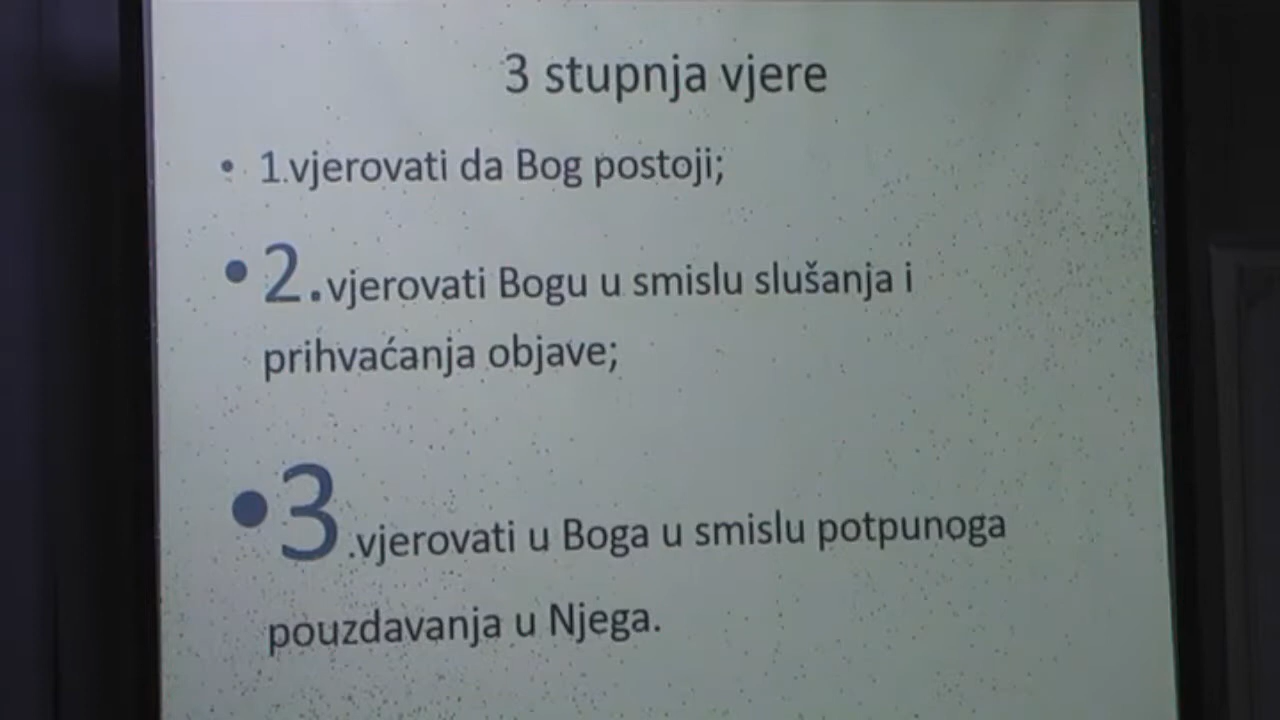 3 stupnja vjere
• 1.vjerovati da Bog postoji;
• 2.vjerovati Bogu u smislu slušanja i
prihvaćanja objave;
• 3.vjerovati u Boga u smislu potpunoga
pouzdavanja u Njega.